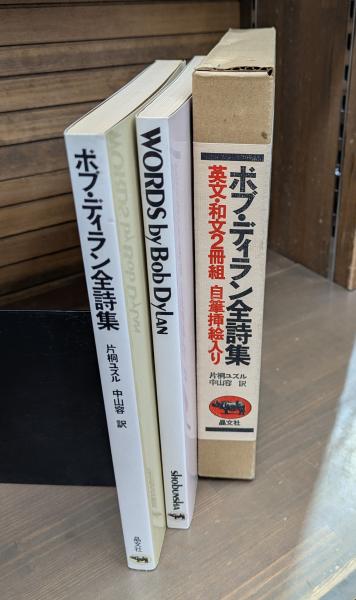 ボブ・ディラン全詩集
片桐ユズル 中山容 訳
晶文社
WORDS by Bob Dylan
shobunsha
ボブ・ディラン全詩集
英文・和文2冊組 自筆挿絵入り
片桐ユズル
中山容 訳
晶文社